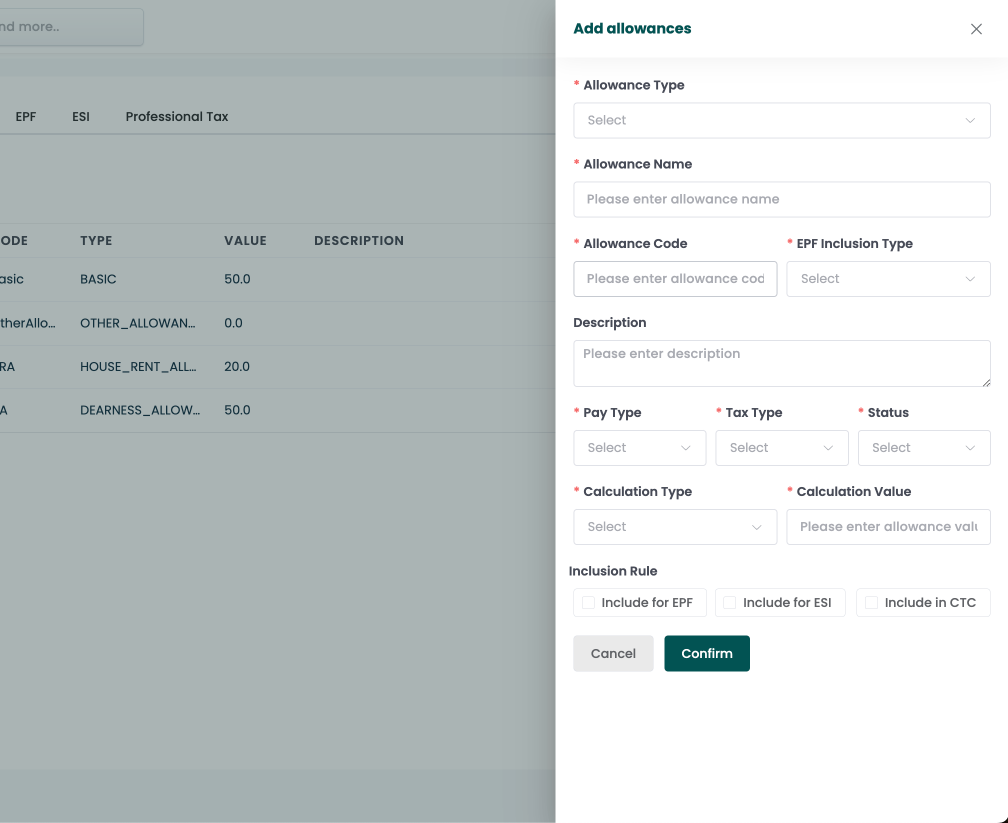 nd more..
EPF ESI Professional Tax
ODE TYPE VALUE DESCRIPTION
asic BASIC 50.0
therAllo... OTHER_ALLOWAN... 0.0
RA HOUSE_RENT_ALL... 20.0
A DEARNESS_ALLOW... 50.0
Add allowances
* Allowance Type
Select
* Allowance Name
Please enter allowance name
* Allowance Code * EPF Inclusion Type
Please enter allowance cod Select
Description
Please enter description
* Pay Type * Tax Type * Status
Select Select Select
* Calculation Type * Calculation Value
Select Please enter allowance valu
Inclusion Rule
Include for EPF Include for ESI Include in CTC
Cancel Confirm